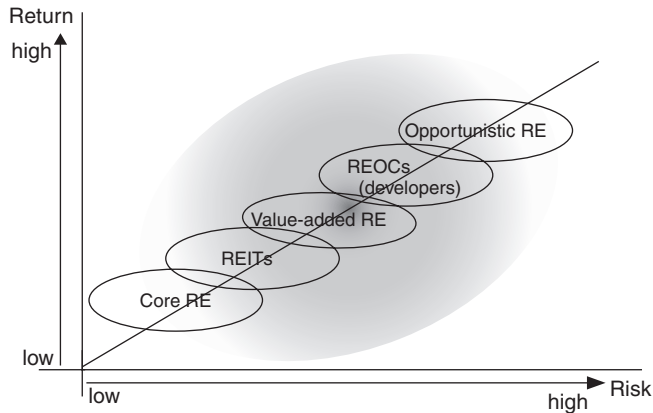 Return
high
Opportunistic RE
REOCs
(developers)
Value-added RE
REITs
Core RE
low
low
high
Risk